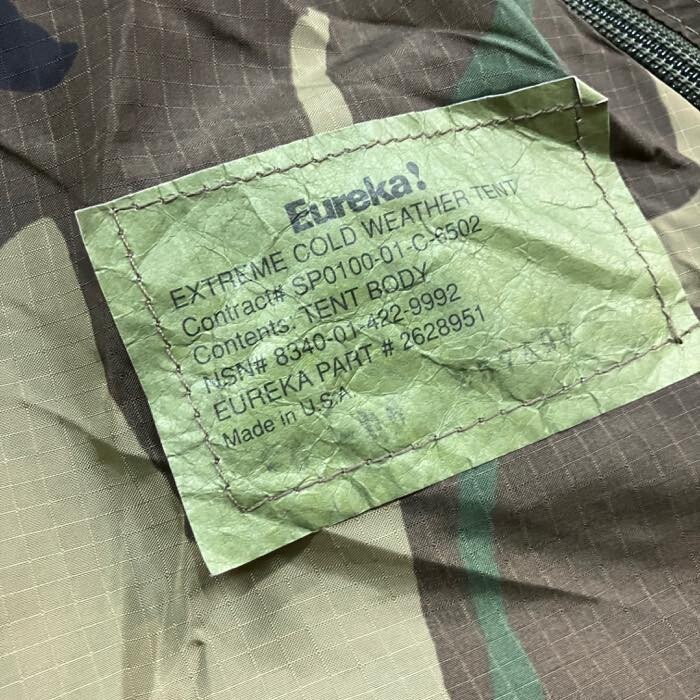 Eureka!
EXTREME COLD WEATHER TENT
Contract# SP0100-01-C-6502
Contents: TENT BODY
NSN# 8340-01-422-9992
EUREKA PART # 2628951
Made in U.S.A.